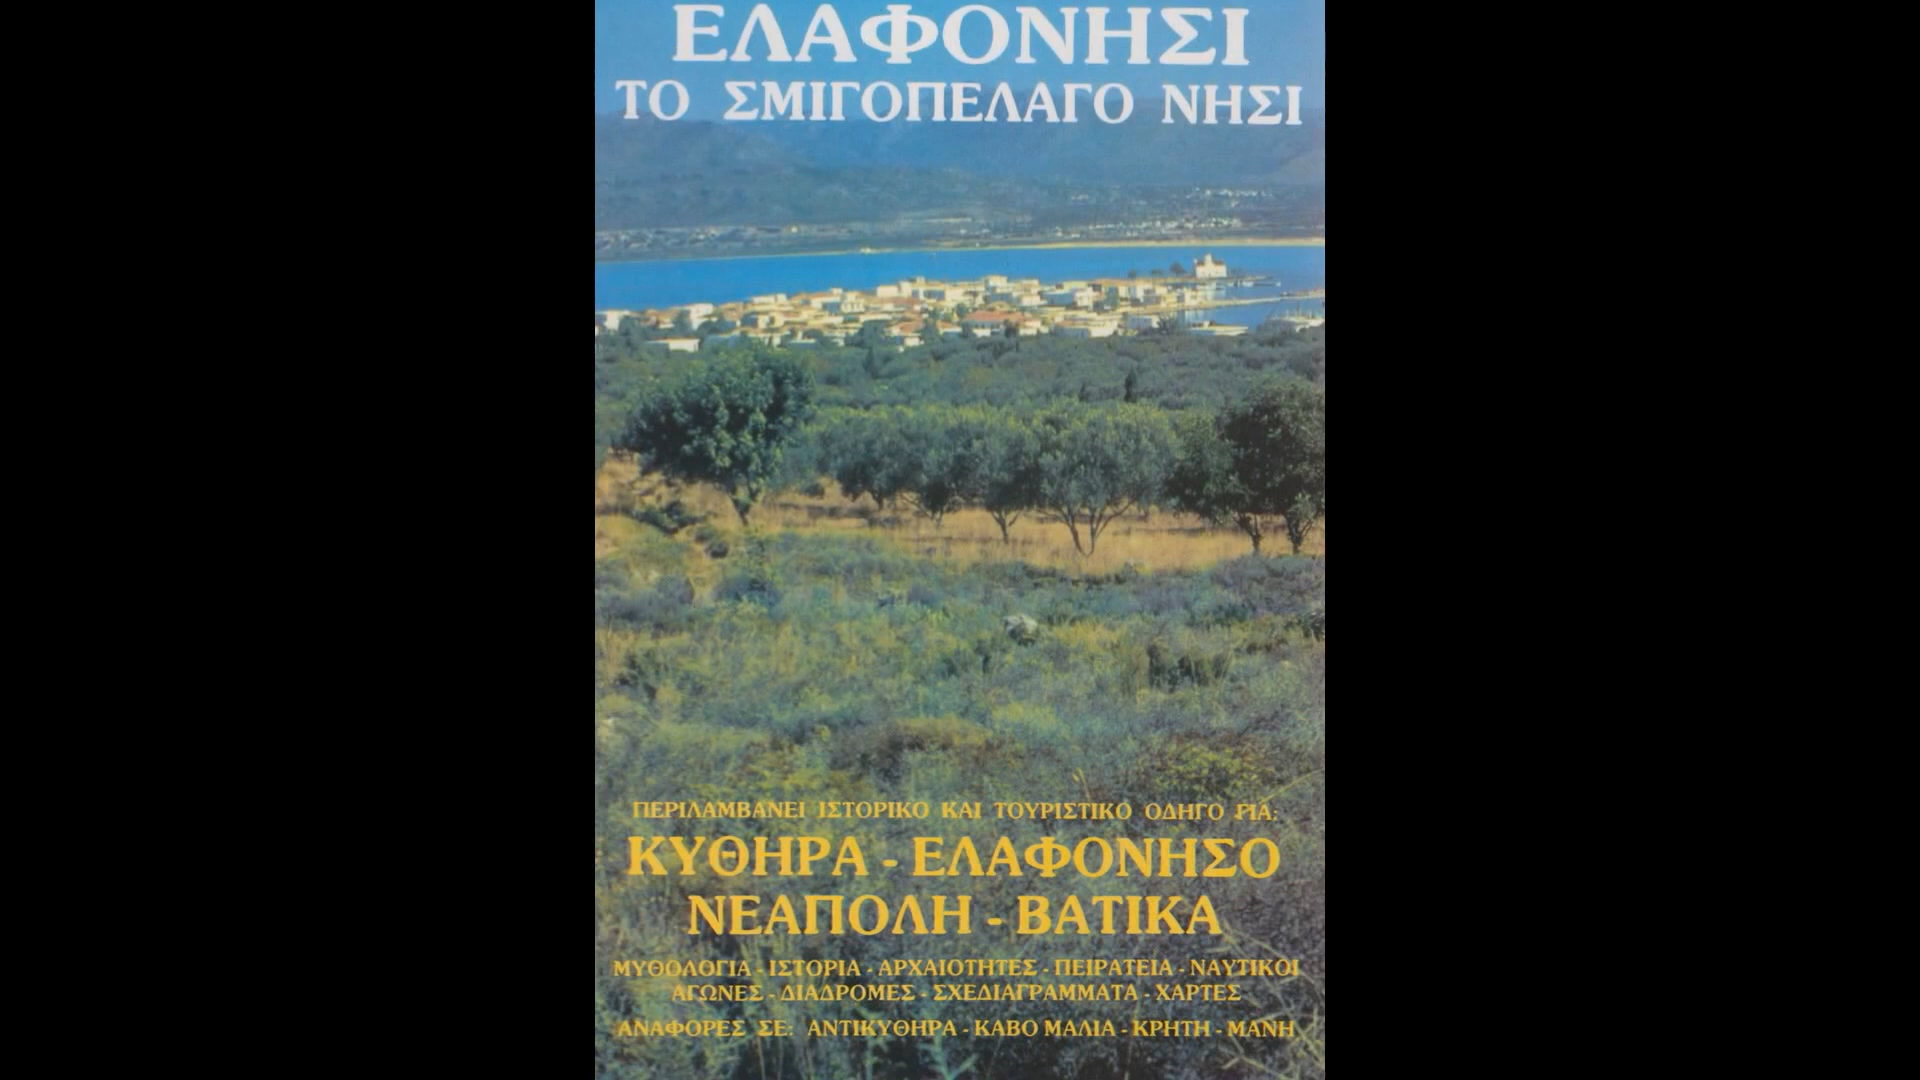 ΕΛΑΦΟΝΗΣΙ
ΤΟ ΣΜΙΓΟΠΕΛΑΓΟ ΝΗΣΙ
ΠΕΡΙΛΑΜΒΑΝΕΙ ΙΣΤΟΡΙΚΟ ΚΑΙ ΤΟΥΡΙΣΤΙΚΟ ΟΔΗΓΟ ΓΙΑ:
ΚΥΘΗΡΑ - ΕΛΑΦΟΝΗΣΟ
ΝΕΑΠΟΛΗ - ΒΑΤΙΚΑ
ΜΥΘΟΛΟΓΙΑ - ΙΣΤΟΡΙΑ - ΑΡΧΑΙΟΤΗΤΕΣ - ΠΕΙΡΑΤΕΙΑ - ΝΑΥΤΙΚΟΙ
ΑΓΩΝΕΣ - ΔΙΑΔΡΟΜΕΣ - ΣΧΕΔΙΑΓΡΑΜΜΑΤΑ - ΧΑΡΤΕΣ
ΑΝΑΦΟΡΕΣ ΣΕ: ΑΝΤΙΚΥΘΗΡΑ - ΚΑΒΟ ΜΑΛΙΑ - ΚΡΗΤΗ - ΜΑΝΗ